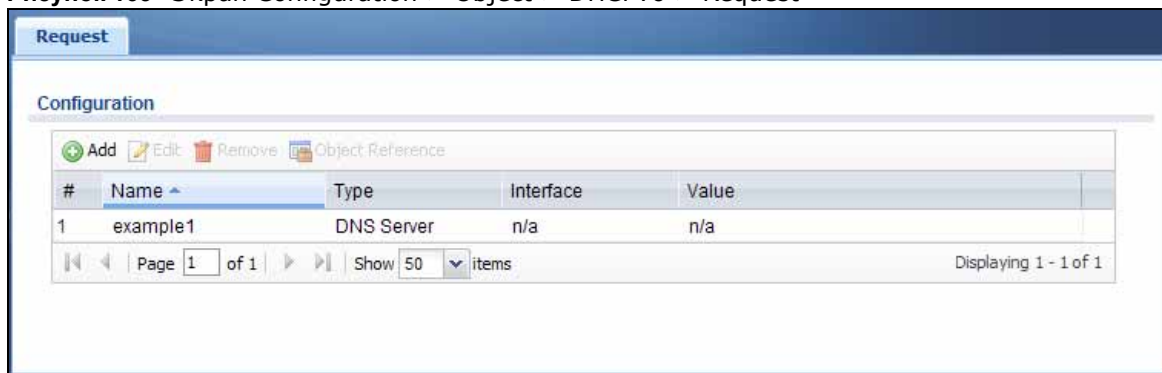 Request
Configuration
Add Edit Remove Object Reference
# Name Type Interface Value
1 example1 DNS Server n/a n/a
Page 1 of 1 Show 50 items Displaying 1 - 1 of 1